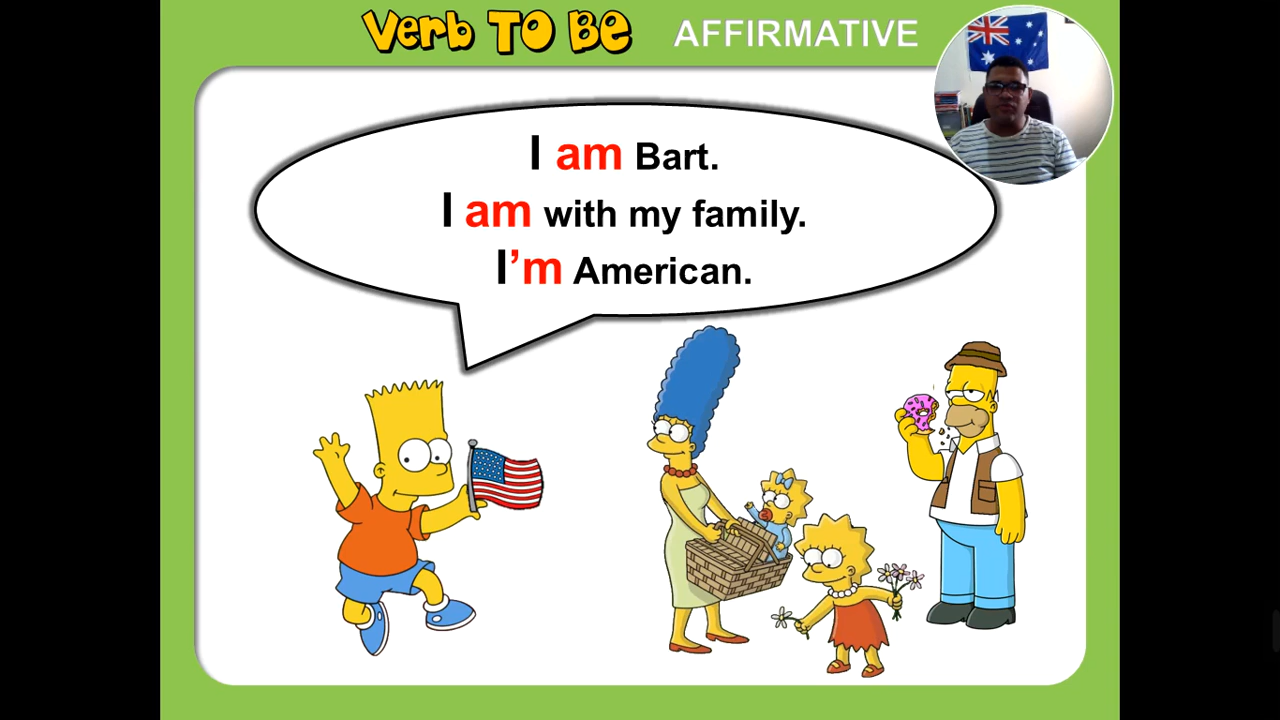 Verb TO BE AFFIRMATIVE
I am Bart.
I am with my family.
I’m American.